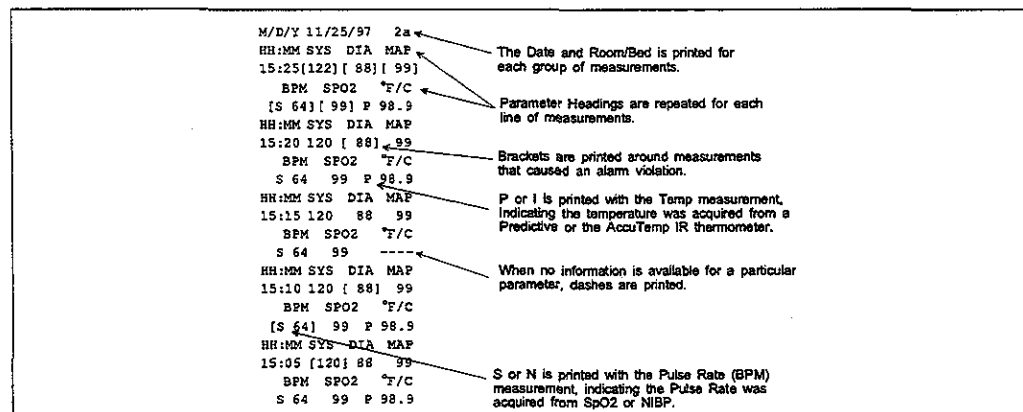 M/D/Y 11/25/97 2a
HH:MM SYS DIA MAP
15:25[122][ 88][ 99]
BPM SPO2 °F/C
[S 64][ 99] P 98.9
HH:MM SYS DIA MAP
15:20 120 [ 88] 99
BPM SPO2 °F/C
S 64 99 P 98.9
HH:MM SYS DIA MAP
15:15 120 88 99
BPM SPO2 °F/C
S 64 99 ----
HH:MM SYS DIA MAP
15:10 120 [ 88] 99
BPM SPO2 °F/C
[S 64] 99 P 98.9
HH:MM SYS DIA MAP
15:05 [120] 88 99
BPM SPO2 °F/C
S 64 99 P 98.9
The Date and Room/Bed is printed for
each group of measurements.
Parameter Headings are repeated for each
line of measurements.
Brackets are printed around measurements
that caused an alarm violation.
P or I is printed with the Temp measurement,
indicating the temperature was acquired from a
Predictive or the AccuTemp IR thermometer.
When no information is available for a particular
parameter, dashes are printed.
S or N is printed with the Pulse Rate (BPM)
measurement, indicating the Pulse Rate was
acquired from SpO2 or NIBP.